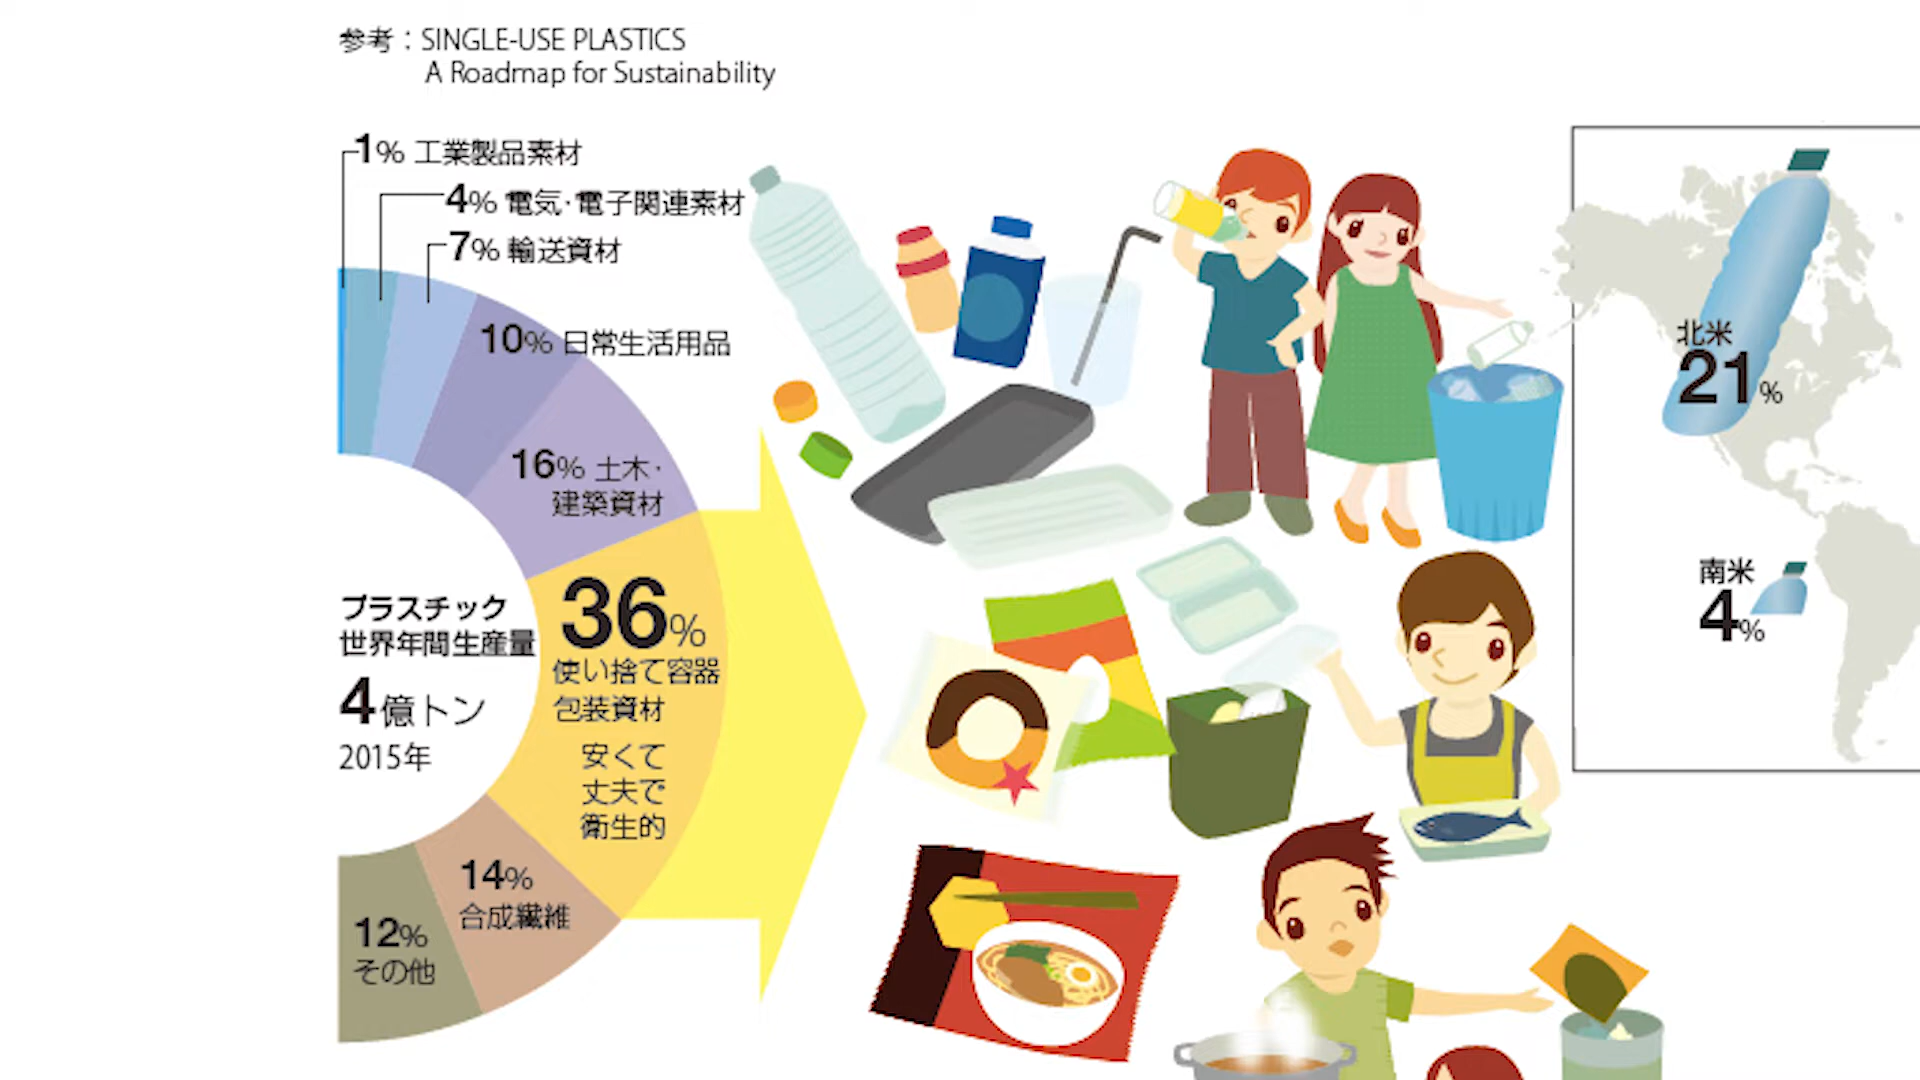 参考：SINGLE-USE PLASTICS
A Roadmap for Sustainability
1% 工業製品素材
4% 電気·電子関連素材
7% 輸送資材
10% 日常生活用品
16% 土木·
建築資材
36%
使い捨て容器
包装資材
安くて
丈夫で
衛生的
プラスチック
世界年間生産量
4億トン
2015年
14%
合成繊維
12%
その他
北米
21%
南米
4%